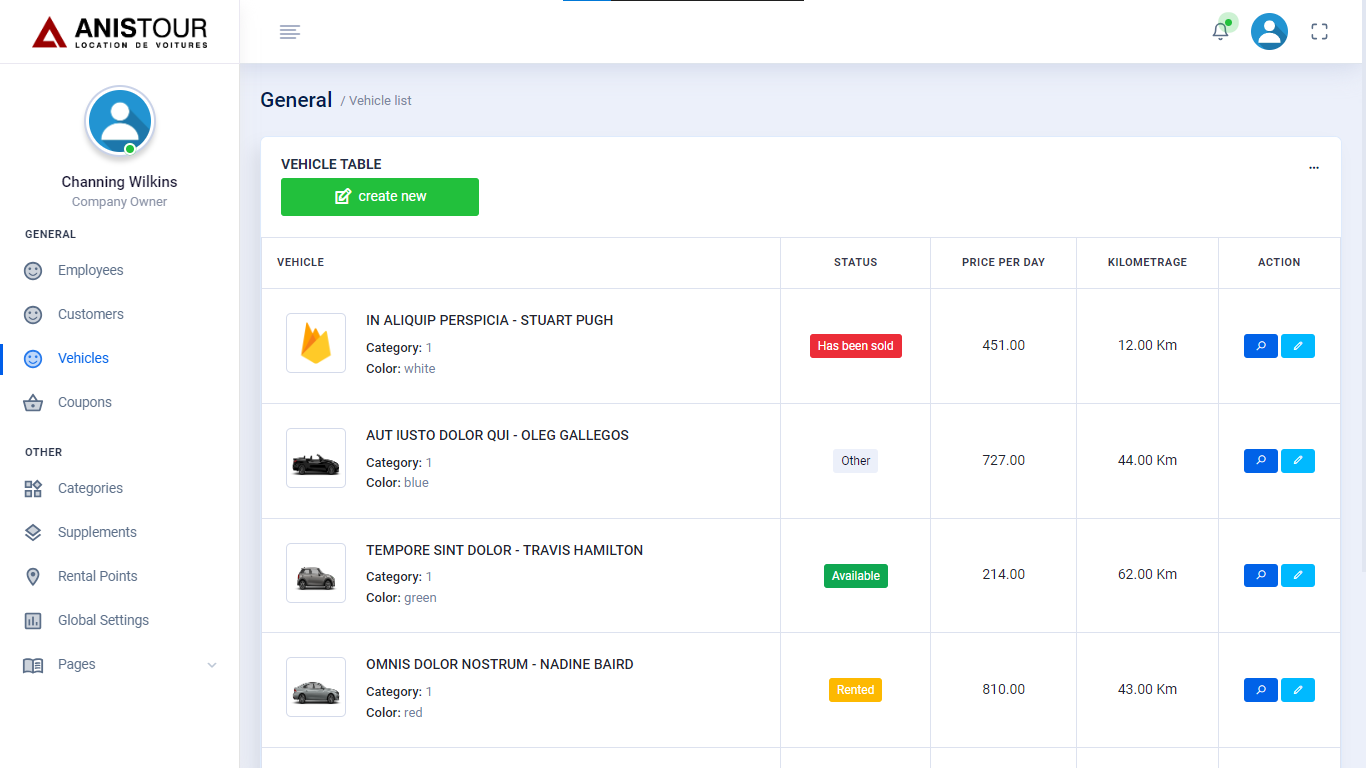 ANISTOUR
LOCATION DE VOITURES
Channing Wilkins
Company Owner
GENERAL
Employees
Customers
Vehicles
Coupons
OTHER
Categories
Supplements
Rental Points
Global Settings
Pages
General / Vehicle list
VEHICLE TABLE
...
create new
VEHICLE STATUS PRICE PER DAY KILOMETRAGE ACTION
IN ALIQUIP PERSPICIA - STUART PUGH
Category: 1
Color: white
Has been sold 451.00 12.00 Km
AUT IUSTO DOLOR QUI - OLEG GALLEGOS
Category: 1
Color: blue
Other 727.00 44.00 Km
TEMPORE SINT DOLOR - TRAVIS HAMILTON
Category: 1
Color: green
Available 214.00 62.00 Km
OMNIS DOLOR NOSTRUM - NADINE BAIRD
Category: 1
Color: red
Rented 810.00 43.00 Km